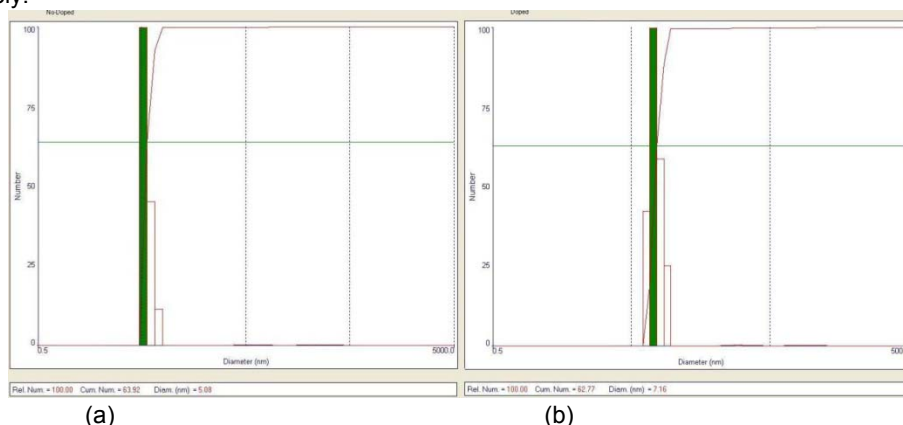 No-Doped
Number
100
75
50
25
0
0.5
5000.0
Diameter (nm)
Rel. Num. = 100.00 Cum. Num. = 63.92 Diam. (nm) = 5.08
(a)
Doped
Number
100
75
50
25
0
0.5
Diameter (nm)
Rel. Num. = 100.00 Cum. Num. = 62.77 Diam. (nm) = 7.16
(b)